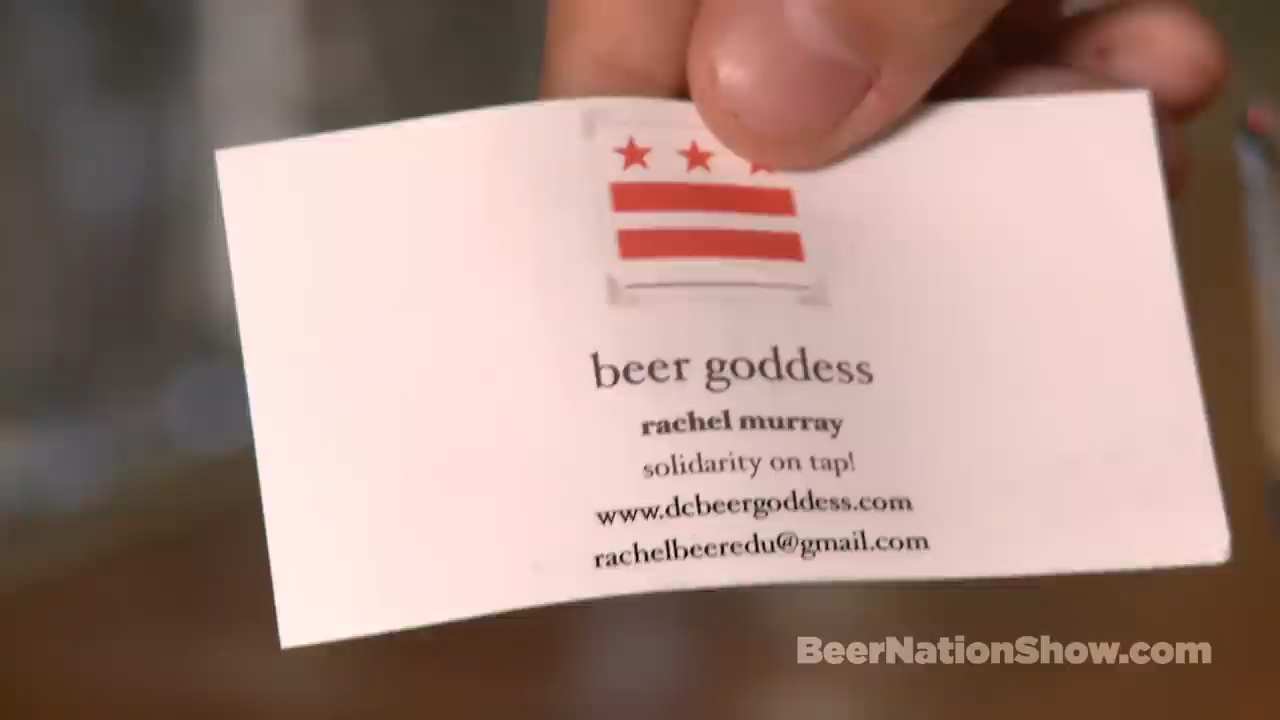 beer goddess
rachel murray
solidarity on tap!
www.dcbeergoddess.com
rachelbeeredu@gmail.com
BeerNationShow.com